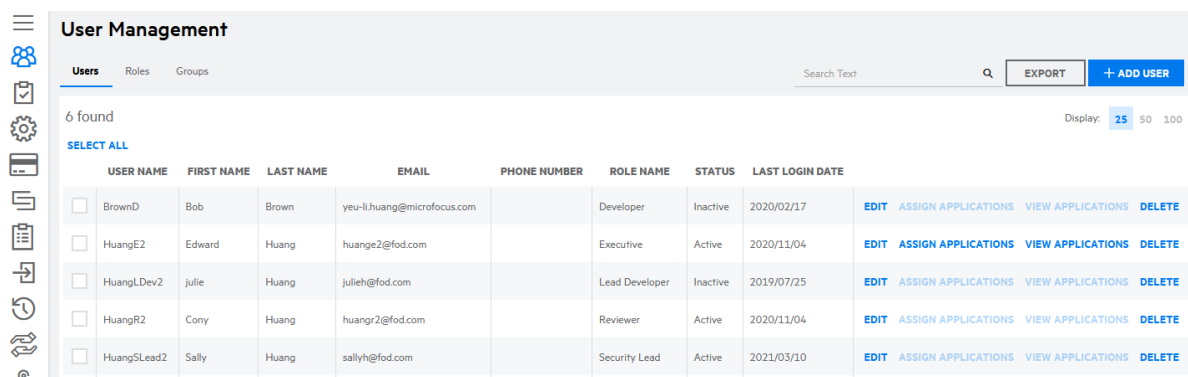 User Management
Users Roles Groups Search Text EXPORT + ADD USER
6 found Display: 25 50 100
SELECT ALL
USER NAME FIRST NAME LAST NAME EMAIL PHONE NUMBER ROLE NAME STATUS LAST LOGIN DATE
BrownD Bob Brown yeu-li.huang@microfocus.com Developer Inactive 2020/02/17 EDIT ASSIGN APPLICATIONS VIEW APPLICATIONS DELETE
HuangE2 Edward Huang huange2@fod.com Executive Active 2020/11/04 EDIT ASSIGN APPLICATIONS VIEW APPLICATIONS DELETE
HuangLDev2 julie Huang julieh@fod.com Lead Developer Inactive 2019/07/25 EDIT ASSIGN APPLICATIONS VIEW APPLICATIONS DELETE
HuangR2 Cony Huang huangr2@fod.com Reviewer Active 2020/11/04 EDIT ASSIGN APPLICATIONS VIEW APPLICATIONS DELETE
HuangSLead2 Sally Huang sallyh@fod.com Security Lead Active 2021/03/10 EDIT ASSIGN APPLICATIONS VIEW APPLICATIONS DELETE